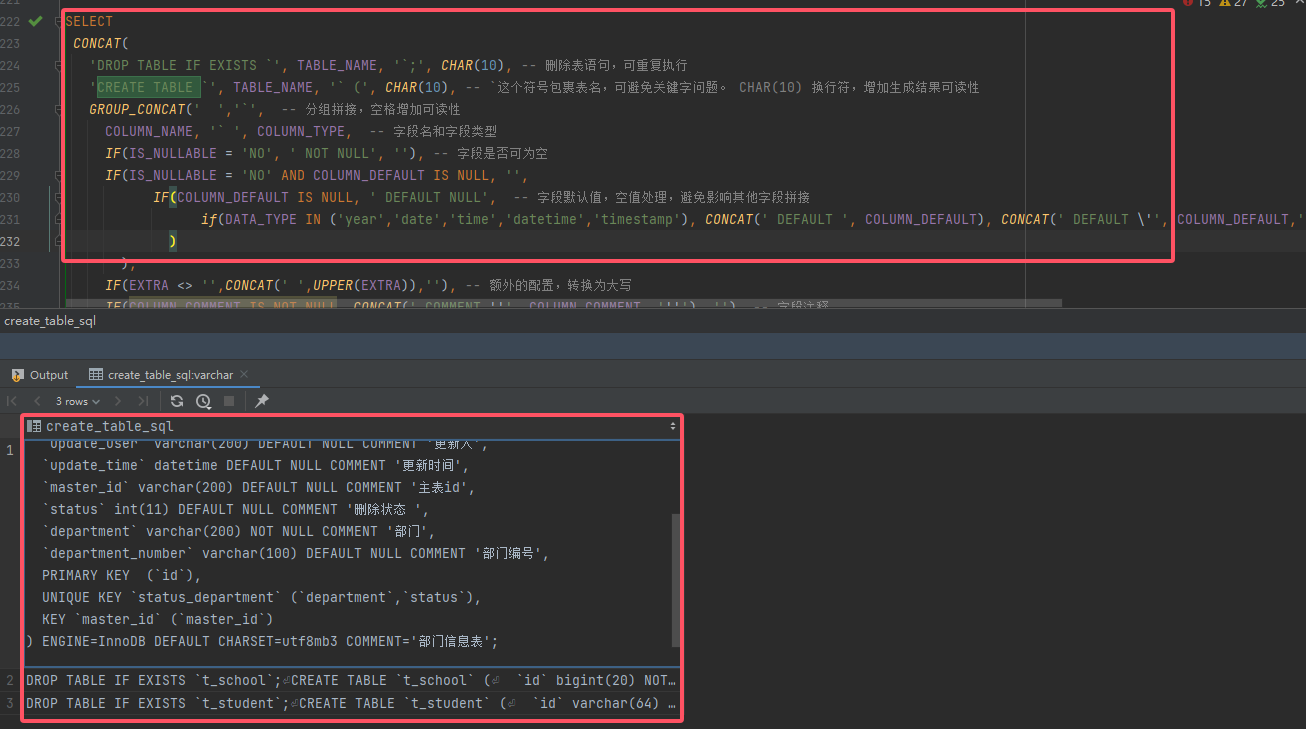 221
15 27 25
222 SELECT
223 CONCAT(
224 'DROP TABLE IF EXISTS `', TABLE_NAME, '`;', CHAR(10), -- 删除表语句,可重复执行
225 'CREATE TABLE `', TABLE_NAME, '` (', CHAR(10), -- `这个符号包裹表名,可避免关键字问题。 CHAR(10) 换行符,增加生成结果可读性
226 GROUP_CONCAT('  ','`',  -- 分组拼接,空格增加可读性
227 COLUMN_NAME, '` ', COLUMN_TYPE,  -- 字段名和字段类型
228 IF(IS_NULLABLE = 'NO', ' NOT NULL', ''), -- 字段是否可为空
229 IF(IS_NULLABLE = 'NO' AND COLUMN_DEFAULT IS NULL, '',
230 IF(COLUMN_DEFAULT IS NULL, ' DEFAULT NULL',  -- 字段默认值,空值处理,避免影响其他字段拼接
231 if(DATA_TYPE IN ('year','date','time','datetime','timestamp'), CONCAT(' DEFAULT ', COLUMN_DEFAULT), CONCAT(' DEFAULT \'', COLUMN_DEFAULT,'
232 )
233 ),
234 IF(EXTRA <> '',CONCAT(' ',UPPER(EXTRA)),''), -- 额外的配置,转换为大写
235 IF(COLUMN_COMMENT IS NOT NULL, CONCAT(' COMMENT ''', COLUMN_COMMENT, ''''), '') -- 字段注释
create_table_sql
Output create_table_sql:varchar
3 rows
create_table_sql
1
`update_user` varchar(200) DEFAULT NULL COMMENT '更新人',
`update_time` datetime DEFAULT NULL COMMENT '更新时间',
`master_id` varchar(200) DEFAULT NULL COMMENT '主表id',
`status` int(11) DEFAULT NULL COMMENT '删除状态 ',
`department` varchar(200) NOT NULL COMMENT '部门',
`department_number` varchar(100) DEFAULT NULL COMMENT '部门编号',
PRIMARY KEY  (`id`),
UNIQUE KEY `status_department` (`department`,`status`),
KEY `master_id` (`master_id`)
) ENGINE=InnoDB DEFAULT CHARSET=utf8mb3 COMMENT='部门信息表';
2 DROP TABLE IF EXISTS `t_school`;⏎CREATE TABLE `t_school` (⏎  `id` bigint(20) NOT…
3 DROP TABLE IF EXISTS `t_student`;⏎CREATE TABLE `t_student` (⏎  `id` varchar(64) …